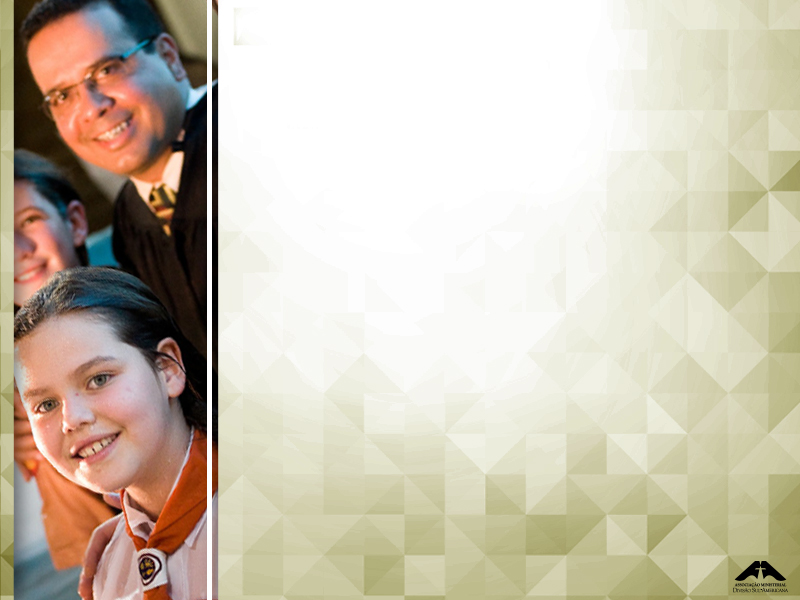 ASSOCIAÇÃO MINISTERIAL
DIVISÃO SUL-AMERICANA